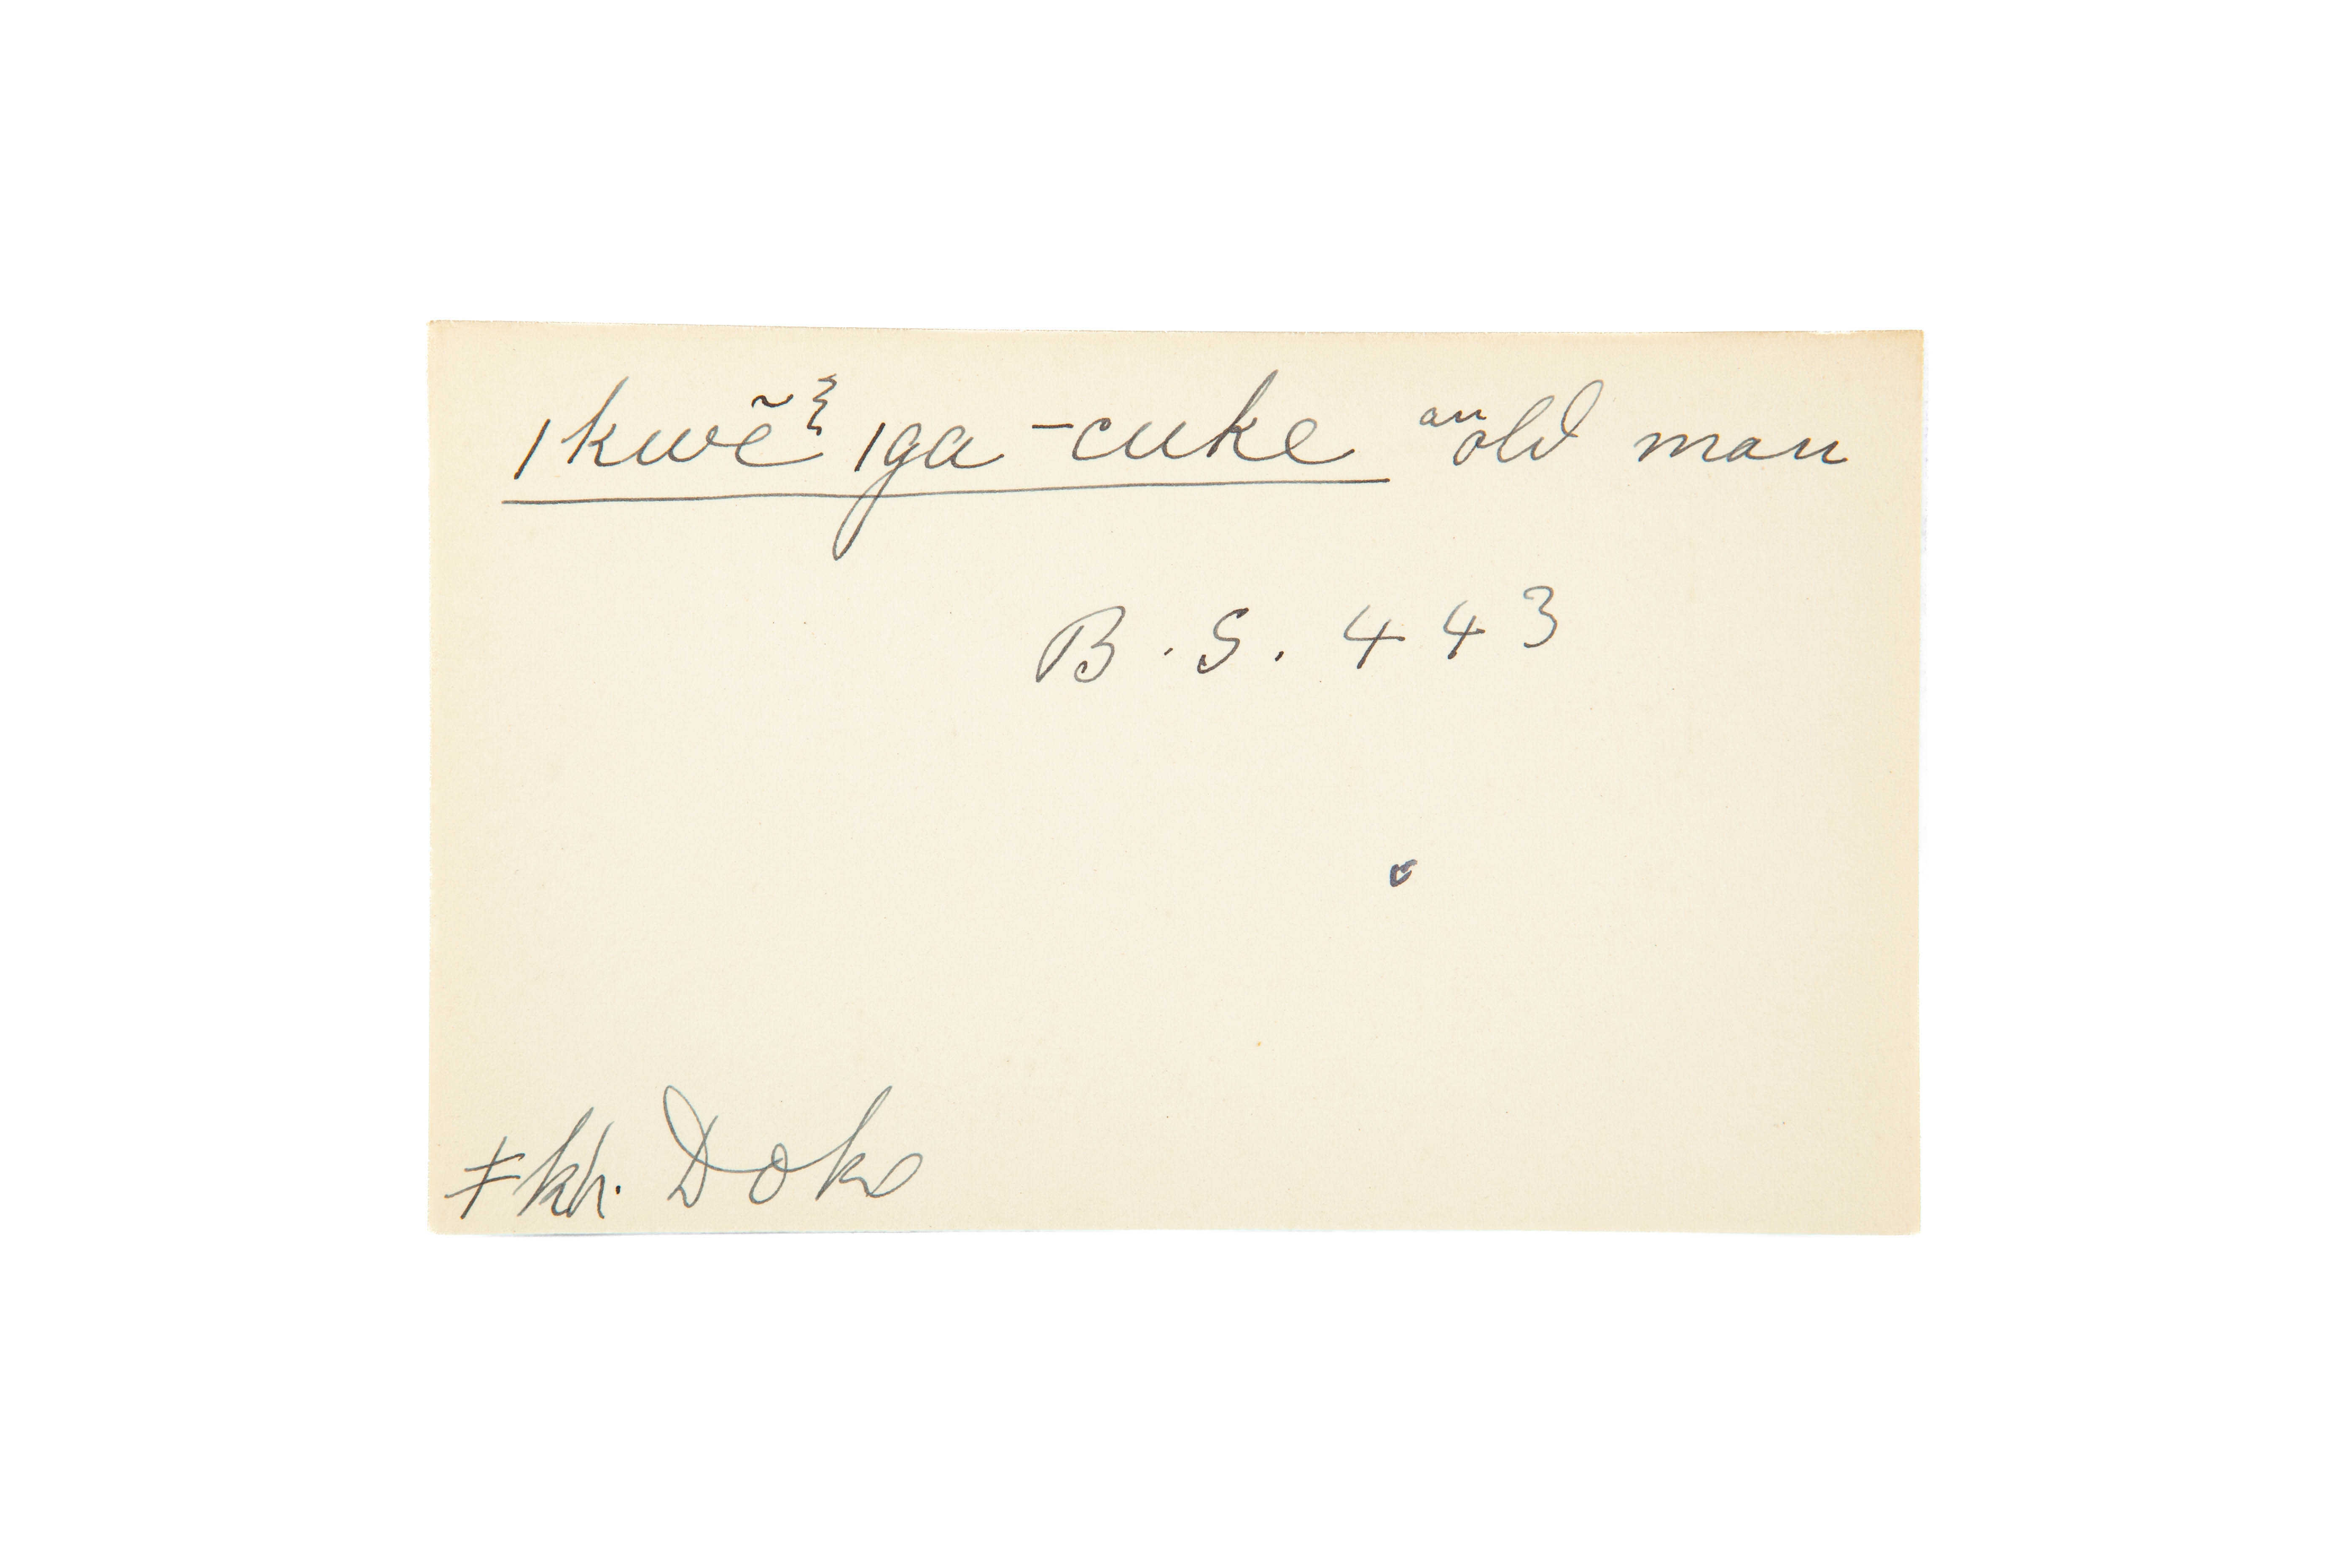 ǀkwẽ ꜊ ǀga -cuke an old man
B. S. 443
ǂkh. Doke